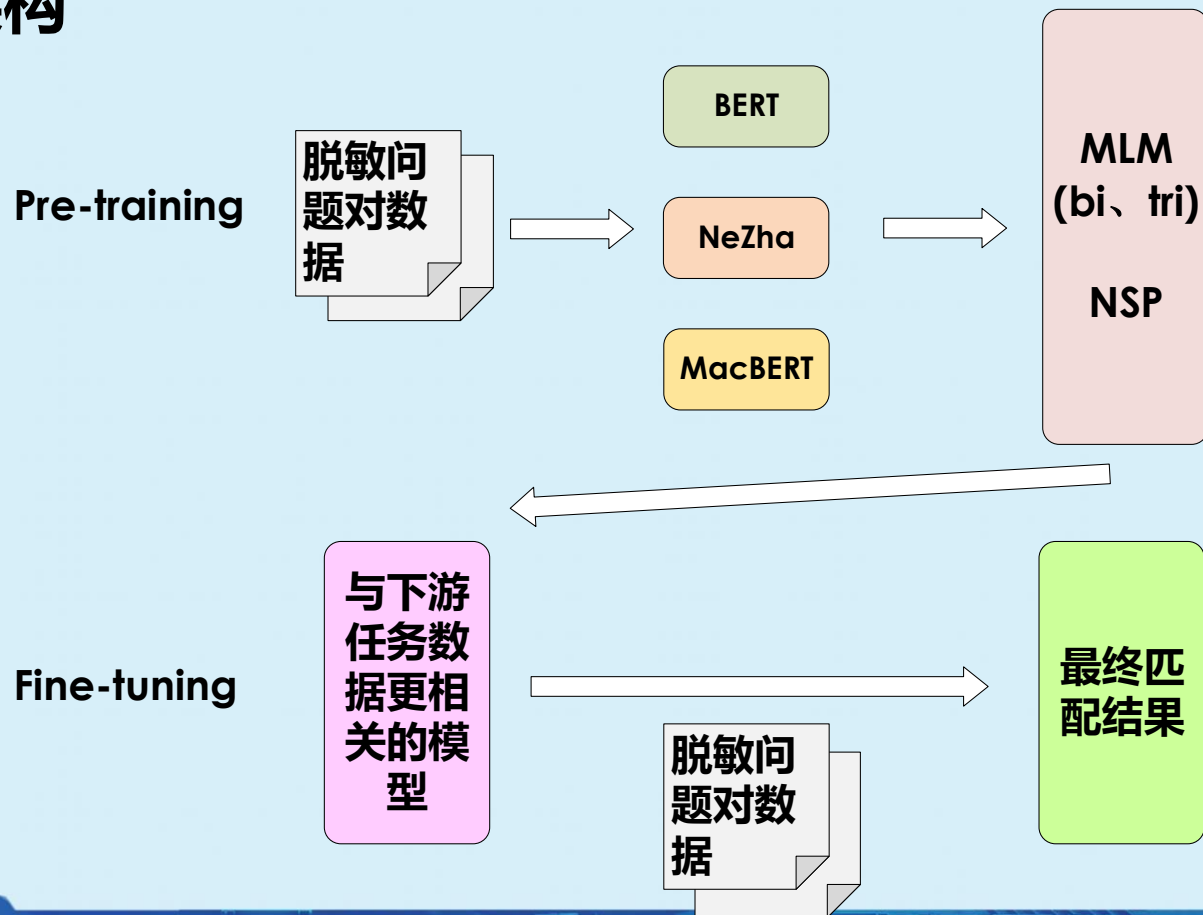 构
Pre-training
脱敏问
题对数
据
BERT
NeZha
MacBERT
MLM
(bi、tri)
NSP
Fine-tuning
与下游
任务数
据更相
关的模
型
脱敏问
题对数
据
最终匹
配结果